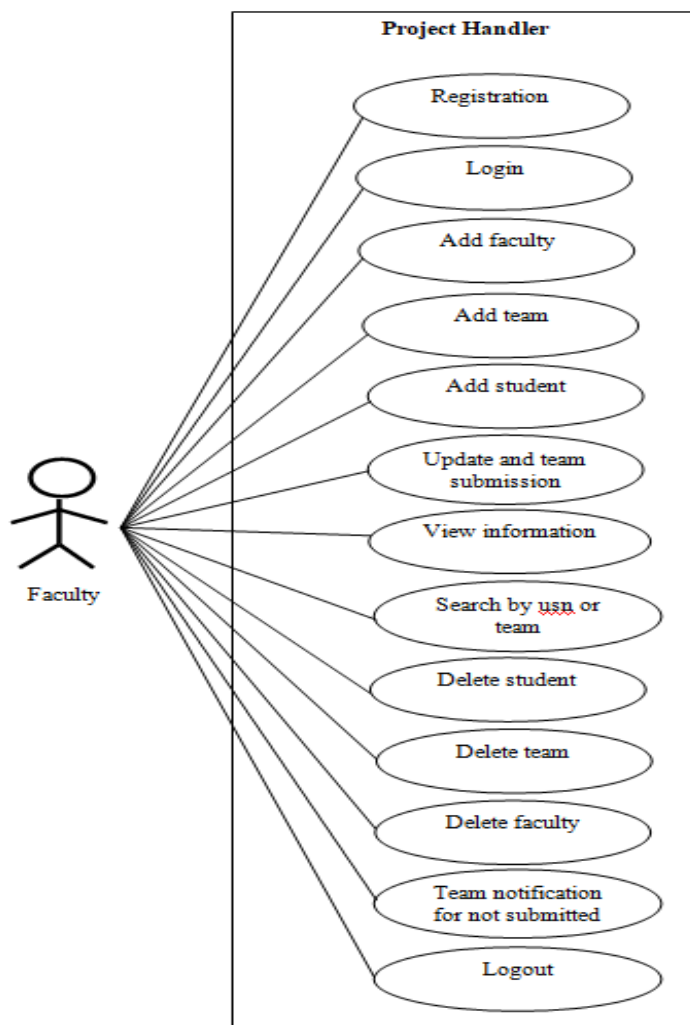 Project Handler
Registration
Login
Add faculty
Add team
Add student
Update and team
submission
View information
Faculty
Search by usn or
team
Delete student
Delete team
Delete faculty
Team notification
for not submitted
Logout